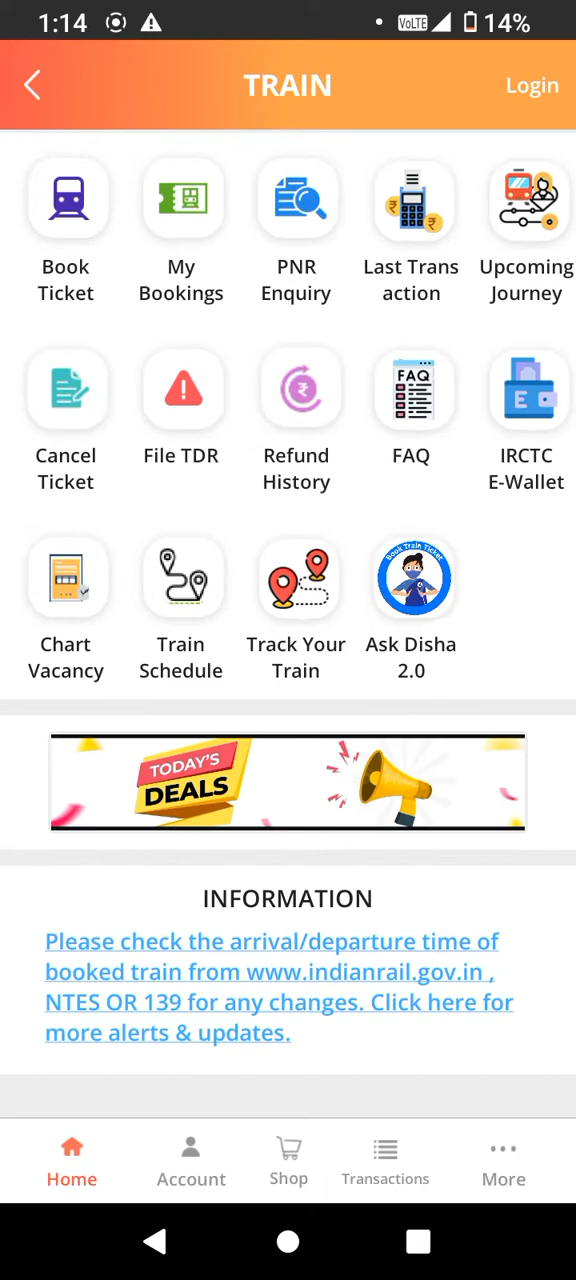 1:14
VoLTE
14%
TRAIN
Login
Book
Ticket
My
Bookings
PNR
Enquiry
Last Trans
action
Upcoming
Journey
FAQ
E
Cancel
Ticket
File TDR
Refund
History
FAQ
IRCTC
E-Wallet
Book Train Ticket
Chart
Vacancy
Train
Schedule
Track Your
Train
Ask Disha
2.0
TODAY'S
DEALS
INFORMATION
Please check the arrival/departure time of
booked train from www.indianrail.gov.in ,
NTES OR 139 for any changes. Click here for
more alerts & updates.
Home
Account
Shop
Transactions
More